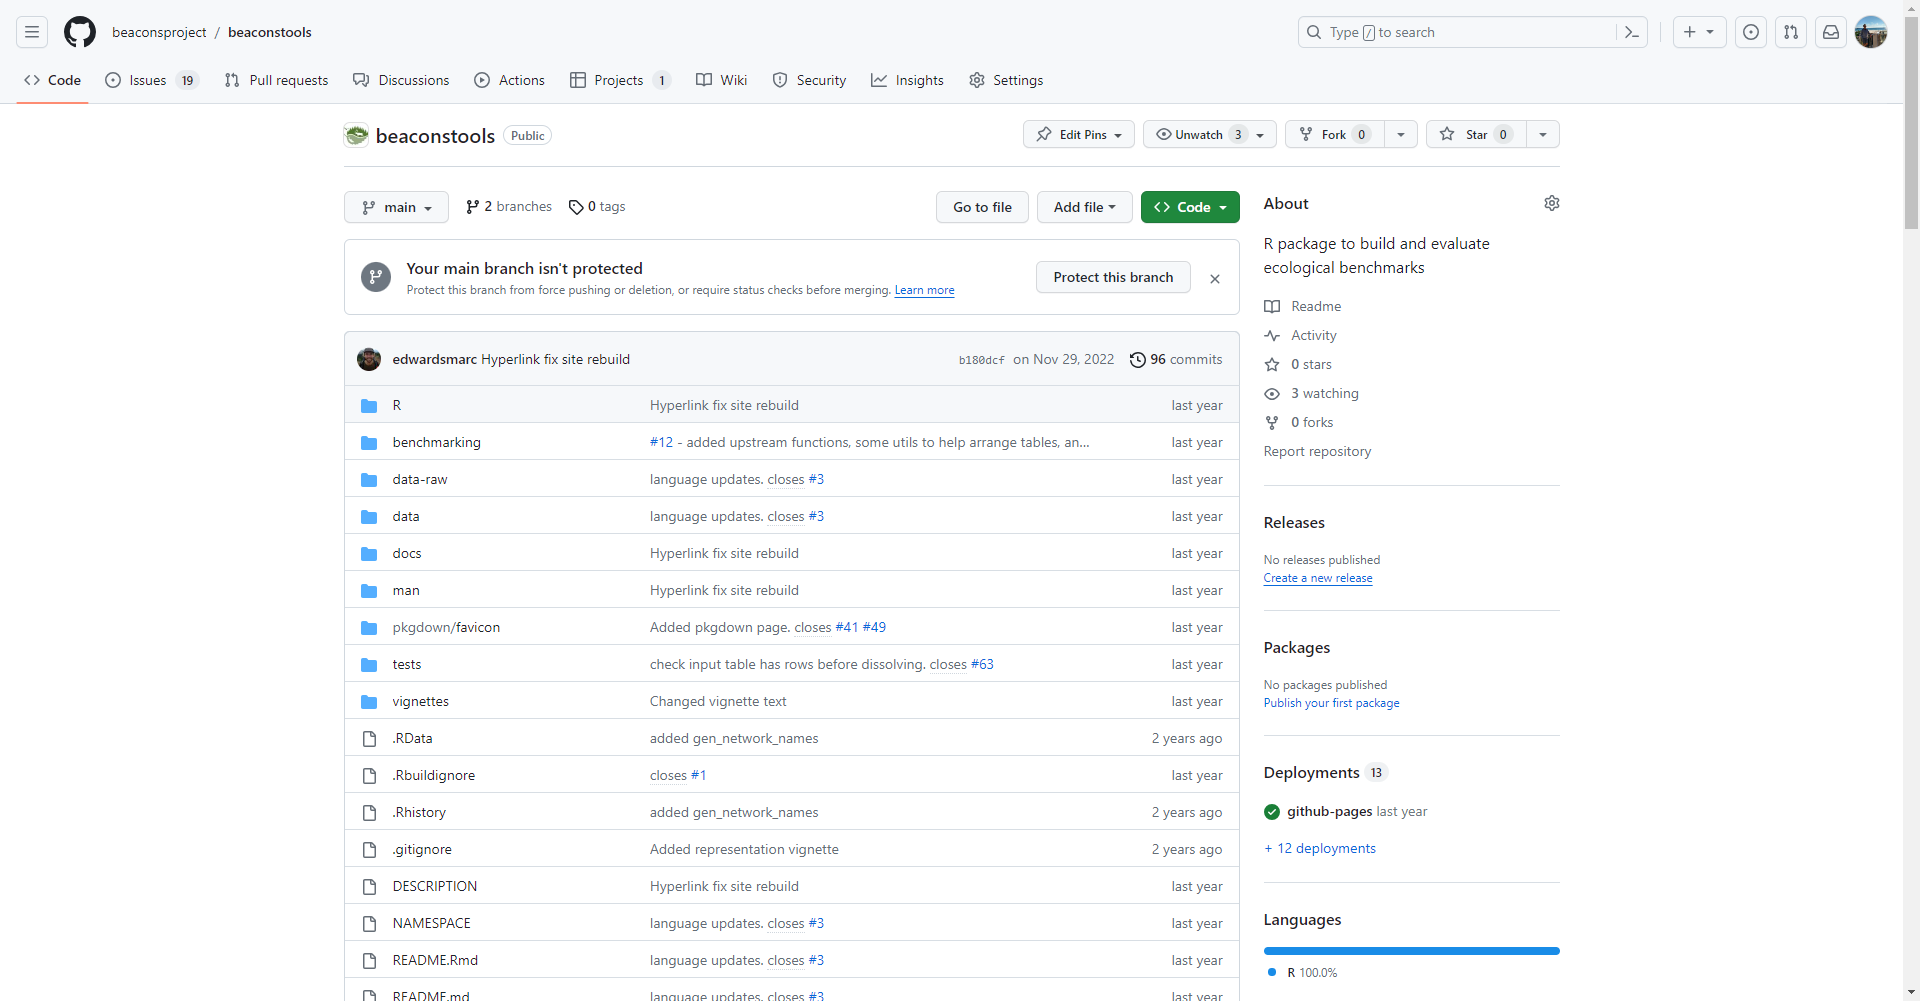 beaconsproject / beaconstools
Type / to search
Code
Issues 19
Pull requests
Discussions
Actions
Projects 1
Wiki
Security
Insights
Settings
beaconstools Public
Edit Pins
Unwatch 3
Fork 0
Star 0
main
2 branches
0 tags
Go to file
Add file
Code
Your main branch isn't protected
Protect this branch from force pushing or deletion, or require status checks before merging. Learn more
Protect this branch
edwardsmarc Hyperlink fix site rebuild b180dcf on Nov 29, 2022 96 commits
R Hyperlink fix site rebuild last year
benchmarking #12 - added upstream functions, some utils to help arrange tables, an... last year
data-raw language updates. closes #3 last year
data language updates. closes #3 last year
docs Hyperlink fix site rebuild last year
man Hyperlink fix site rebuild last year
pkgdown/favicon Added pkgdown page. closes #41 #49 last year
tests check input table has rows before dissolving. closes #63 last year
vignettes Changed vignette text last year
.RData added gen_network_names 2 years ago
.Rbuildignore closes #1 last year
.Rhistory added gen_network_names 2 years ago
.gitignore Added representation vignette 2 years ago
DESCRIPTION Hyperlink fix site rebuild last year
NAMESPACE language updates. closes #3 last year
README.Rmd language updates. closes #3 last year
README.md language updates. closes #3 last year
About
R package to build and evaluate
ecological benchmarks
Readme
Activity
0 stars
3 watching
0 forks
Report repository
Releases
No releases published
Create a new release
Packages
No packages published
Publish your first package
Deployments 13
github-pages last year
+ 12 deployments
Languages
R 100.0%